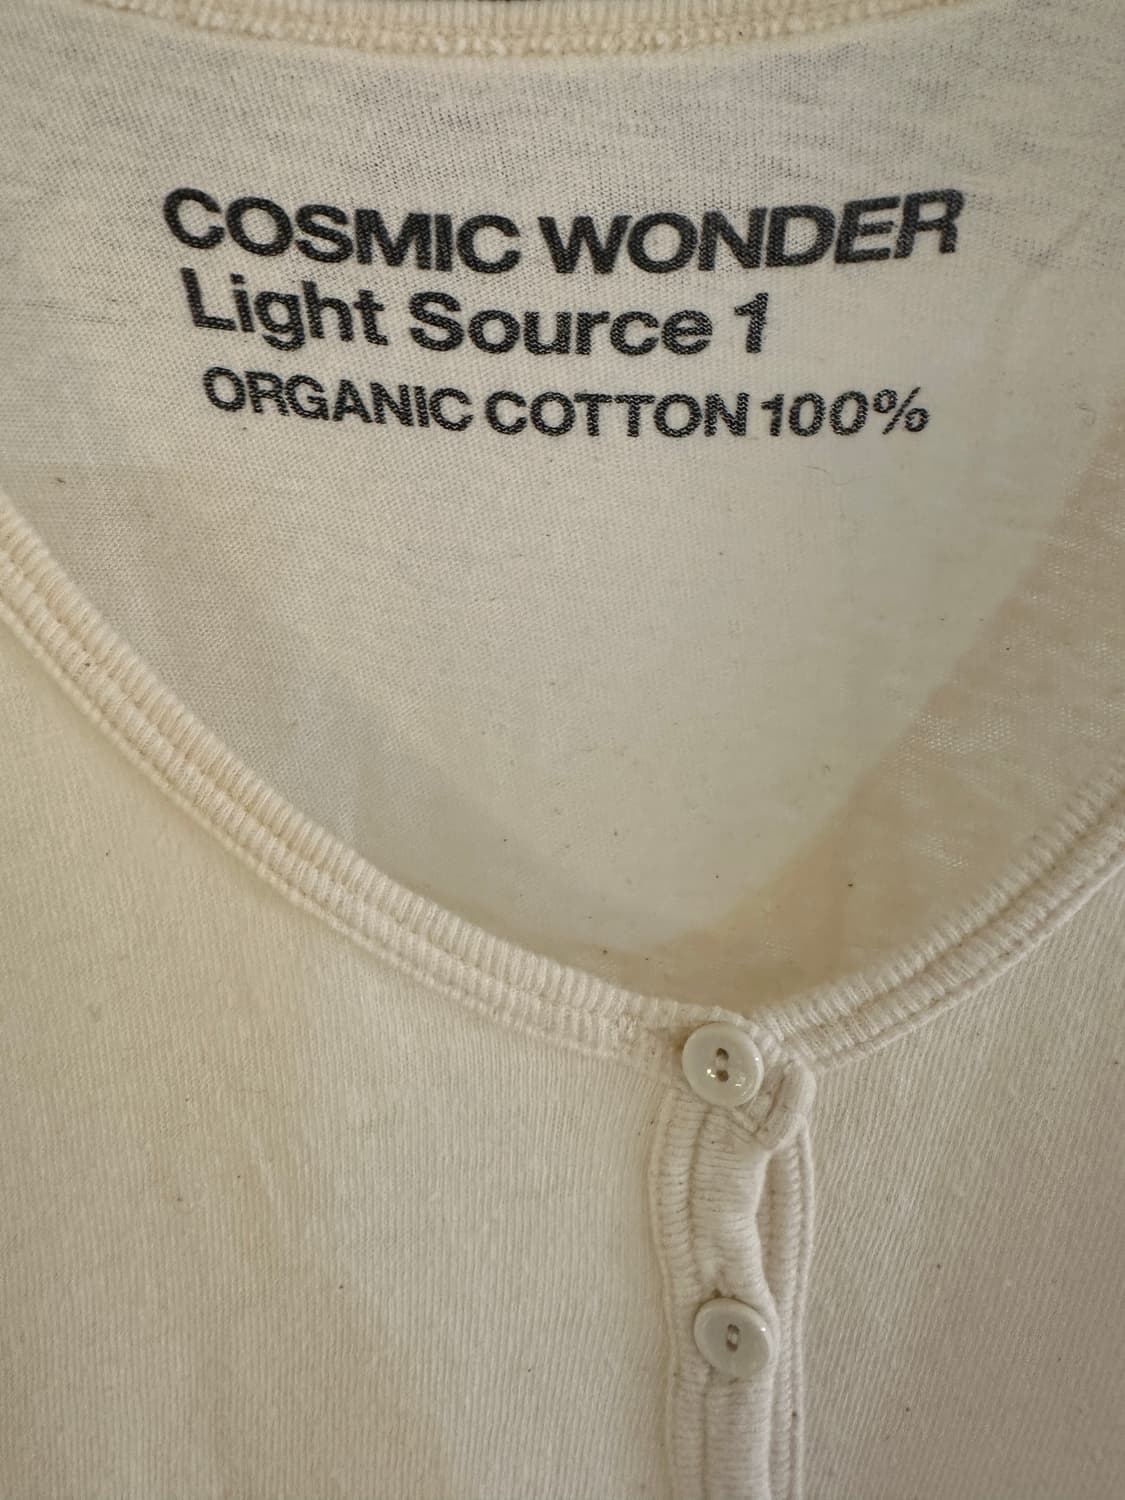 COSMIC WONDER
Light Source 1
ORGANIC COTTON 100%